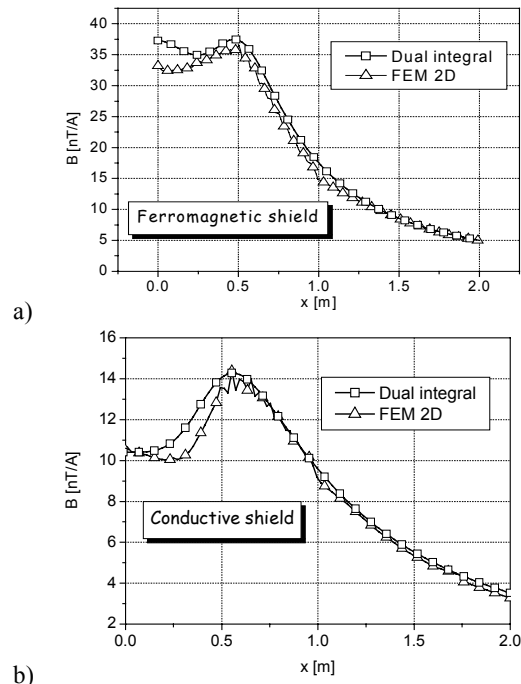 40
35
30
25
20
15
10
5
0
B [nT/A]
Dual integral
FEM 2D
Ferromagnetic shield
0.0 0.5 1.0 1.5 2.0
x [m]
a)
16
14
12
10
8
6
4
2
B [nT/A]
Dual integral
FEM 2D
Conductive shield
0.0 0.5 1.0 1.5 2.0
x [m]
b)